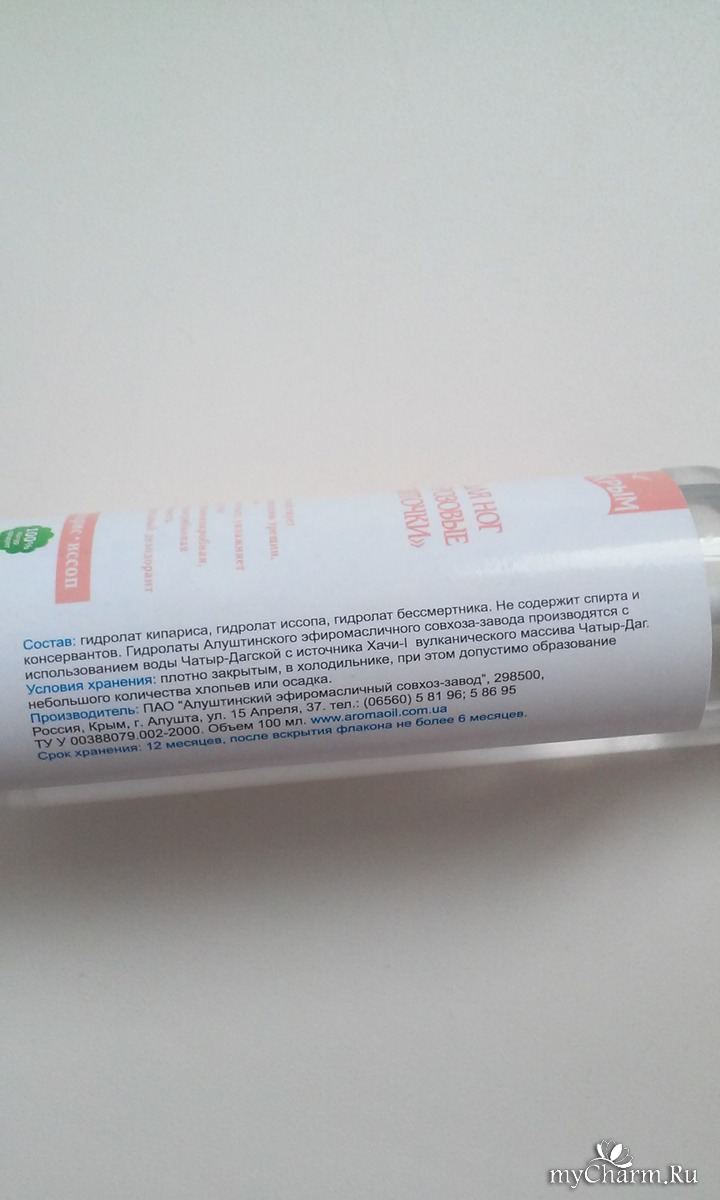 КРЫМ
ДЛЯ НОГ
РОЗОВЫЕ
ПЯТОЧКИ»
дезодорант
иссоп
100%
Состав: гидролат кипариса, гидролат иссопа, гидролат бессмертника. Не содержит спирта и
консервантов. Гидролаты Алуштинского эфиромасличного совхоза-завода производятся с
использованием воды Чатыр-Дагской с источника Хачи-I вулканического массива Чатыр-Даг.
Условия хранения: плотно закрытым, в холодильнике, при этом допустимо образование
небольшого количества хлопьев или осадка.
Производитель: ПАО "Алуштинский эфиромасличный совхоз-завод", 298500,
Россия, Крым, г. Алушта, ул. 15 Апреля, 37. тел.: (06560) 5 81 96; 5 86 95
ТУ У 00388079.002-2000. Объем 100 мл. www.aromaoil.com.ua
Срок хранения: 12 месяцев, после вскрытия флакона не более 6 месяцев.
myCharm.Ru